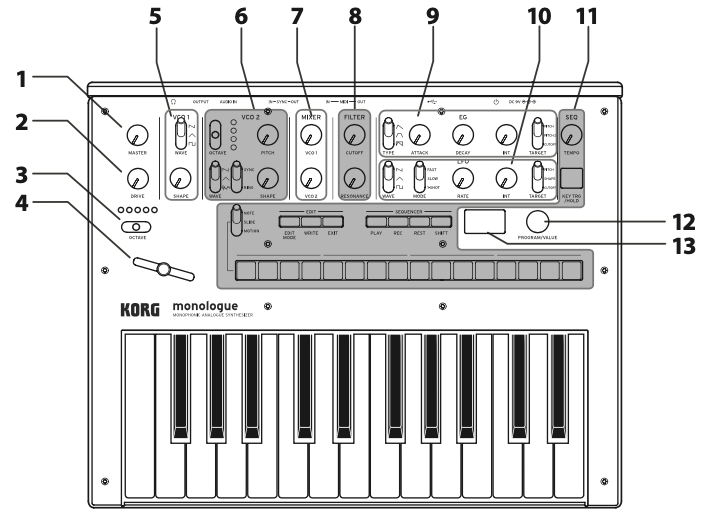 5 6 7 8 9 10 11
1
2
3
4
12
13
OUTPUT AUDIO IN IN—SYNC—OUT IN—MIDI—OUT DC 9V
VCO 1 VCO 2 MIXER FILTER EG SEQ
WAVE OCTAVE PITCH VCO 1 CUTOFF TYPE ATTACK DECAY INT TARGET TEMPO
MASTER
PITCH
PITCH 2
CUTOFF
LFO
DRIVE SHAPE WAVE SYNC RING SHAPE VCO 2 RESONANCE WAVE MODE FAST SLOW 1-SHOT RATE INT TARGET PITCH SHAPE CUTOFF KEY TRG
/HOLD
OCTAVE
NOTE
SLIDE
MOTION
EDIT SEQUENCER
EDIT
MODE WRITE EXIT PLAY REC REST SHIFT
PROGRAM/VALUE
KORG monologue
MONOPHONIC ANALOGUE SYNTHESIZER